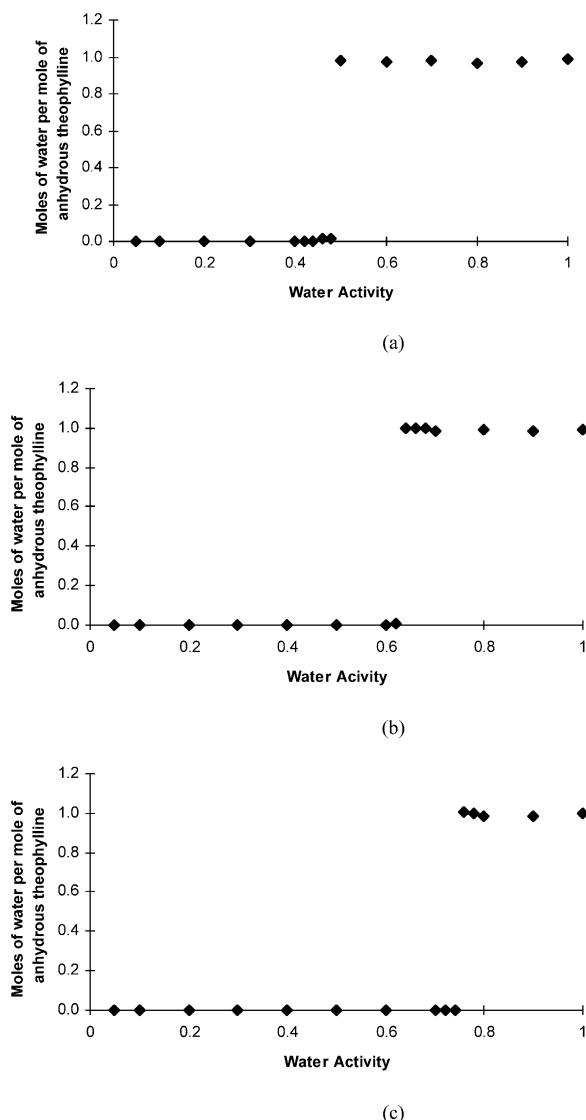 Moles of water per mole of
anhydrous theophylline
1.2
1.0
0.8
0.6
0.4
0.2
0.0
0 0.2 0.4 0.6 0.8 1
Water Activity
(a)
Moles of water per mole of
anhydrous theophylline
1.2
1.0
0.8
0.6
0.4
0.2
0.0
0 0.2 0.4 0.6 0.8 1
Water Acivity
(b)
Moles of water per mole of
anhydrous theophylline
1.2
1.0
0.8
0.6
0.4
0.2
0.0
0 0.2 0.4 0.6 0.8 1
Water Activity
(c)